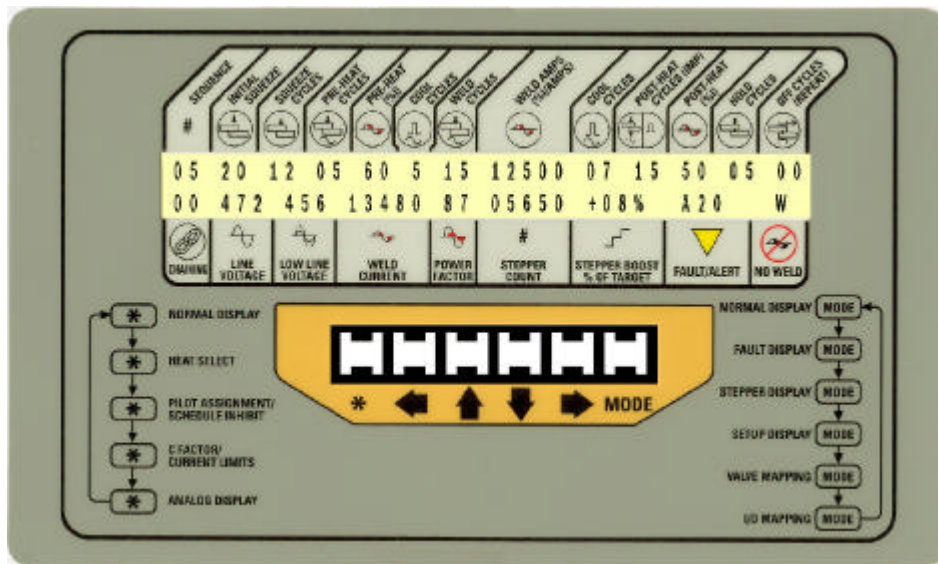 SEQUENCE
INITIAL SQUEEZE
SQUEEZE CYCLES
PRE-HEAT CYCLES
PRE-HEAT (%I)
COOL CYCLES
WELD CYCLES
WELD AMPS (%I/AMPS)
COOL CYCLES
POST-HEAT CYCLES (IMP)
POST-HEAT (%I)
HOLD CYCLES
OFF CYCLES (REPEAT)
#
05 20 12 05 60 5 15 12500 07 15 50 05 00
00 472 456 13480 87 05650 +08% A20 W
#
CHAINING
LINE VOLTAGE
LOW LINE VOLTAGE
WELD CURRENT
POWER FACTOR
STEPPER COUNT
STEPPER BOOST % OF TARGET
FAULT/ALERT
NO WELD
* NORMAL DISPLAY
* HEAT SELECT
* PILOT ASSIGNMENT/
SCHEDULE INHIBIT
* C FACTOR/
CURRENT LIMITS
* ANALOG DISPLAY
* MODE
NORMAL DISPLAY MODE
FAULT DISPLAY MODE
STEPPER DISPLAY MODE
SETUP DISPLAY MODE
VALVE MAPPING MODE
I/O MAPPING MODE